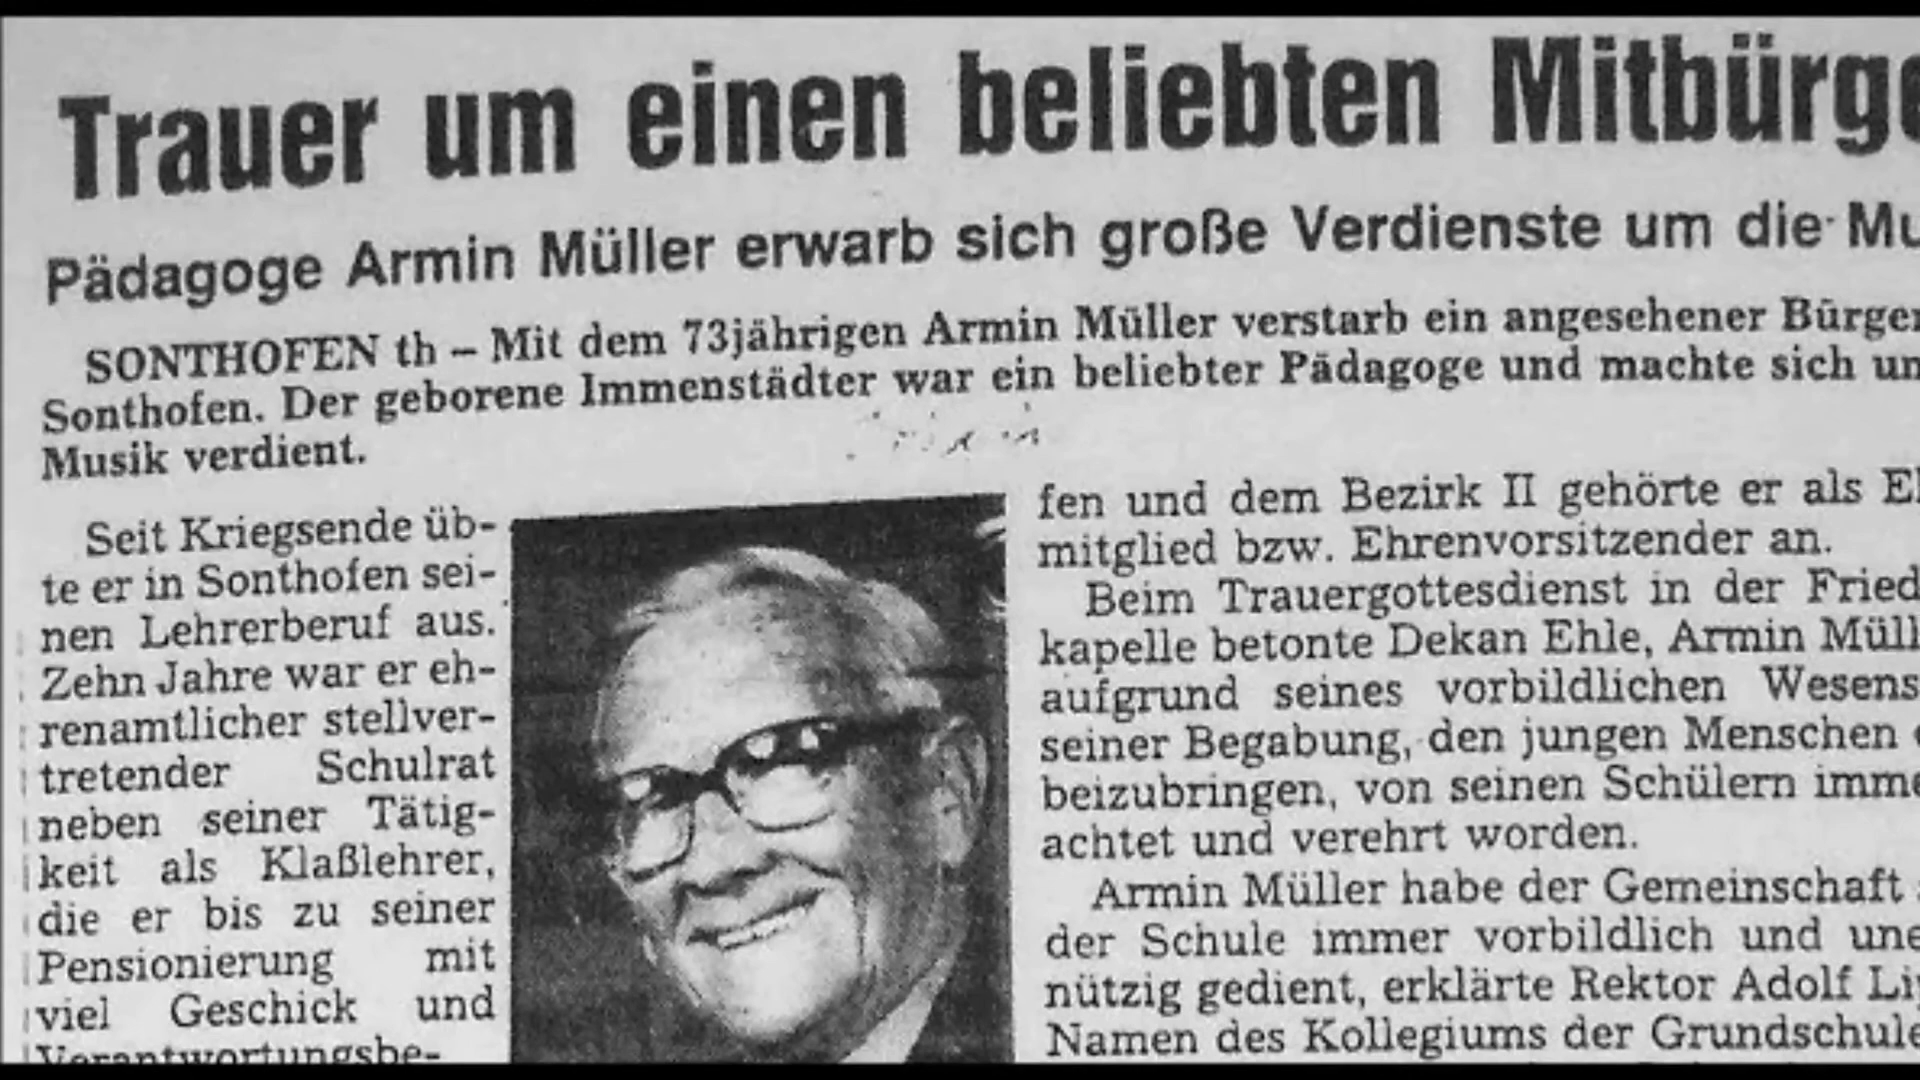 Trauer um einen beliebten Mitbürge
Pädagoge Armin Müller erwarb sich große Verdienste um die Mu
SONTHOFEN th – Mit dem 73jährigen Armin Müller verstarb ein angesehener Bürger
Sonthofen. Der geborene Immenstädter war ein beliebter Pädagoge und machte sich un
Musik verdient.
Seit Kriegsende üb-
te er in Sonthofen sei-
nen Lehrerberuf aus.
Zehn Jahre war er eh-
renamtlicher stellver-
tretender Schulrat
neben seiner Tätig-
keit als Klaßlehrer,
die er bis zu seiner
Pensionierung mit
viel Geschick und
Verantwortungsbe-
fen und dem Bezirk II gehörte er als Eh
mitglied bzw. Ehrenvorsitzender an.
Beim Trauergottesdienst in der Fried
kapelle betonte Dekan Ehle, Armin Müll
aufgrund seines vorbildlichen Wesens
seiner Begabung, den jungen Menschen
beizubringen, von seinen Schülern imme
achtet und verehrt worden.
Armin Müller habe der Gemeinschaft
der Schule immer vorbildlich und une
nützig gedient, erklärte Rektor Adolf Li
Namen des Kollegiums der Grundschule